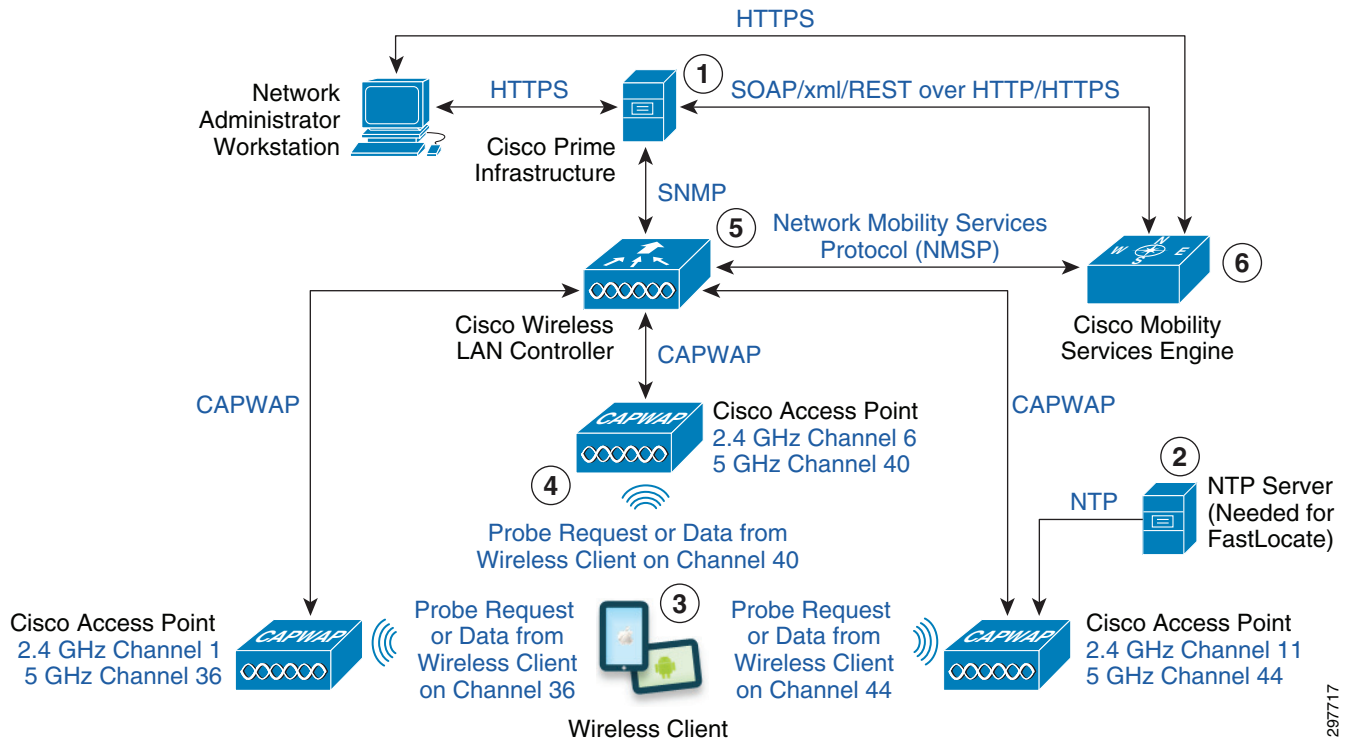 HTTPS
Network
Administrator
Workstation
HTTPS
1
SOAP/xml/REST over HTTP/HTTPS
Cisco Prime
Infrastructure
SNMP
5
Network Mobility Services
Protocol (NMSP)
N
W
E
S
6
Cisco Wireless
LAN Controller
Cisco Mobility
Services Engine
CAPWAP
CAPWAP
CAPWAP
CAPWAP
Cisco Access Point
2.4 GHz Channel 6
5 GHz Channel 40
4
Probe Request or Data from
Wireless Client on Channel 40
2
NTP
NTP Server
(Needed for
FastLocate)
Cisco Access Point
2.4 GHz Channel 1
5 GHz Channel 36
CAPWAP
Probe Request
or Data from
Wireless Client
on Channel 36
3
Wireless Client
Probe Request
or Data from
Wireless Client
on Channel 44
CAPWAP
Cisco Access Point
2.4 GHz Channel 11
5 GHz Channel 44
297717